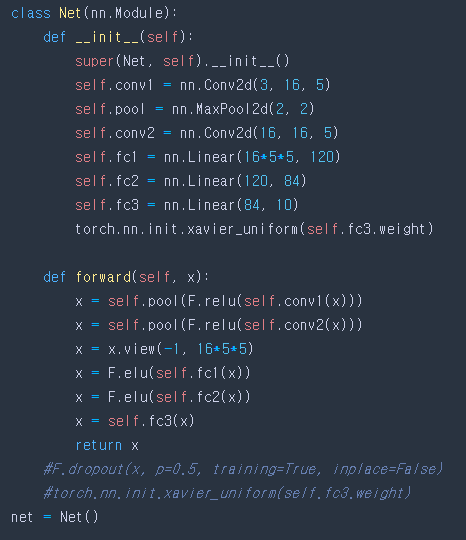 class Net(nn.Module):
    def __init__(self):
        super(Net, self).__init__()
        self.conv1 = nn.Conv2d(3, 16, 5)
        self.pool = nn.MaxPool2d(2, 2)
        self.conv2 = nn.Conv2d(16, 16, 5)
        self.fc1 = nn.Linear(16*5*5, 120)
        self.fc2 = nn.Linear(120, 84)
        self.fc3 = nn.Linear(84, 10)
        torch.nn.init.xavier_uniform(self.fc3.weight)

    def forward(self, x):
        x = self.pool(F.relu(self.conv1(x)))
        x = self.pool(F.relu(self.conv2(x)))
        x = x.view(-1, 16*5*5)
        x = F.elu(self.fc1(x))
        x = F.elu(self.fc2(x))
        x = self.fc3(x)
        return x
    #F.dropout(x, p=0.5, training=True, inplace=False)
    #torch.nn.init.xavier_uniform(self.fc3.weight)
net = Net()